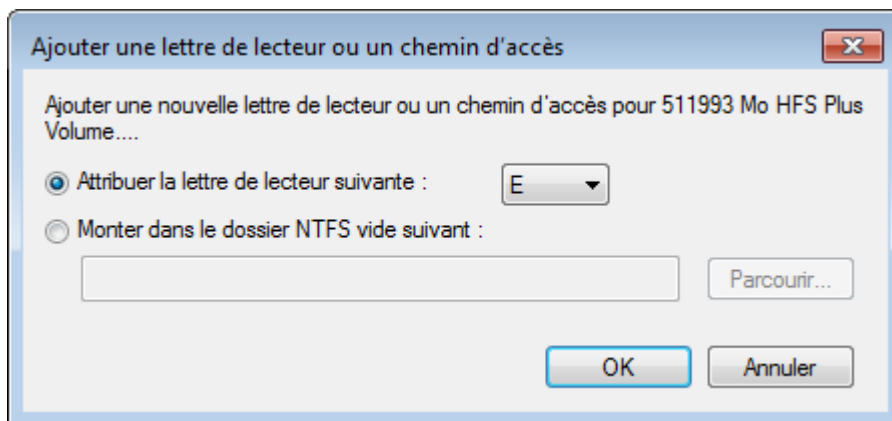 Ajouter une lettre de lecteur ou un chemin d'accès
Ajouter une nouvelle lettre de lecteur ou un chemin d'accès pour 511993 Mo HFS Plus
Volume....
Attribuer la lettre de lecteur suivante : E
Monter dans le dossier NTFS vide suivant :
Parcourir...
OK Annuler